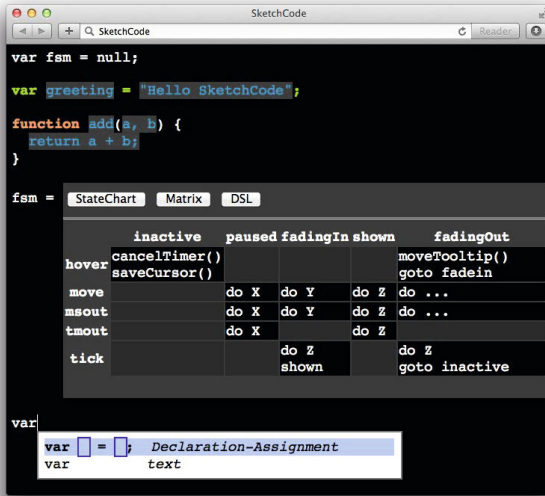 SketchCode
SketchCode
Reader
var fsm = null;
var greeting = "Hello SketchCode";
function add(a, b) {
return a + b;
}
fsm = StateChart Matrix DSL
inactive paused fadingIn shown fadingOut
hover cancelTimer() moveTooltip()
saveCursor() goto fadein
move do X do Y do Z do ...
msout do X do Y do Z do ...
tmout do X do Z
tick do Z do Z
shown goto inactive
var
var = ; Declaration-Assignment
var text